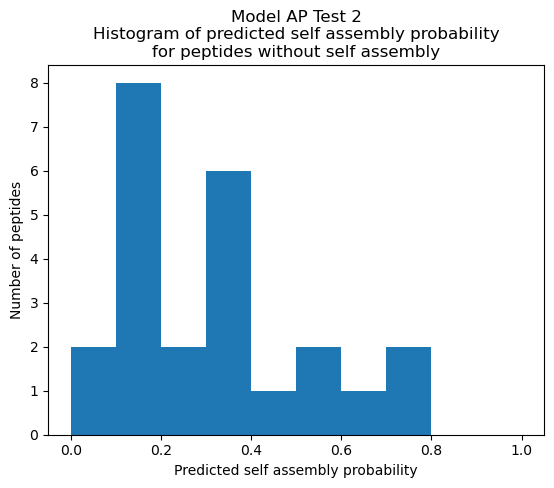 Model AP Test 2
Histogram of predicted self assembly probability
for peptides without self assembly
8
7
6
5
4
3
2
1
0
Number of peptides
0.0 0.2 0.4 0.6 0.8 1.0
Predicted self assembly probability